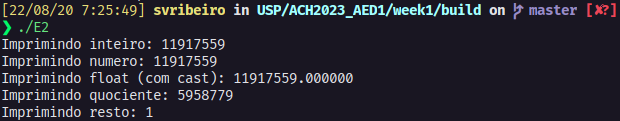 [22/08/20 7:25:49] svribeiro in USP/ACH2023_AED1/week1/build on master [✘?]
❯ ./E2
Imprimindo inteiro: 11917559
Imprimindo numero: 11917559
Imprimindo float (com cast): 11917559.000000
Imprimindo quociente: 5958779
Imprimindo resto: 1